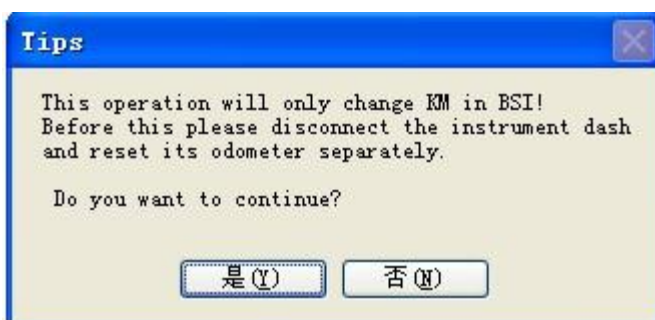 Tips
This operation will only change KM in BSI!
Before this please disconnect the instrument dash
and reset its odometer separately.
Do you want to continue?
是(Y) 否(N)